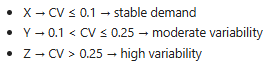 • X → CV ≤ 0.1 → stable demand
• Y → 0.1 < CV ≤ 0.25 → moderate variability
• Z → CV > 0.25 → high variability